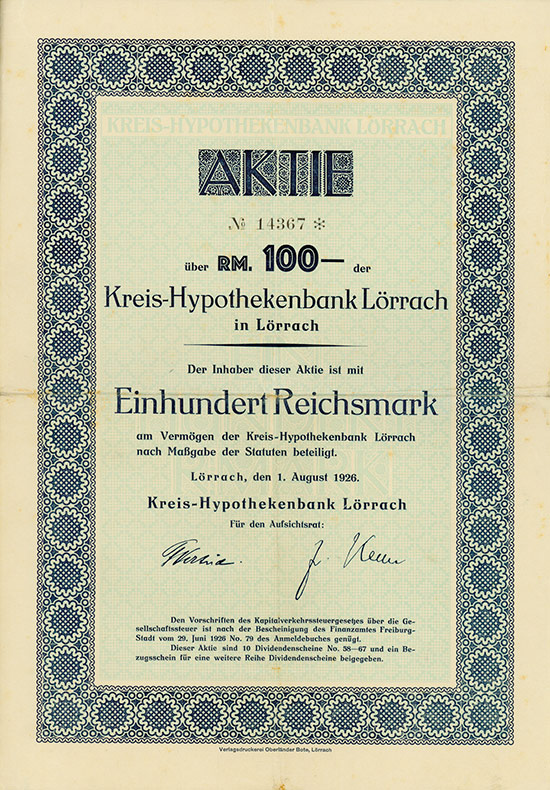 KREIS-HYPOTHEKENBANK LÖRRACH
AKTIE
№ 14367 *
über RM. 100— der
Kreis-Hypothekenbank Lörrach
in Lörrach
Der Inhaber dieser Aktie ist mit
Einhundert Reichsmark
am Vermögen der Kreis-Hypothekenbank Lörrach
nach Maßgabe der Statuten beteiligt.
Lörrach, den 1. August 1926.
Kreis-Hypothekenbank Lörrach
Für den Aufsichtsrat:
Den Vorschriften des Kapitalverkehrssteuergesetzes über die Ge-
sellschaftssteuer ist nach der Bescheinigung des Finanzamtes Freiburg-
Stadt vom 29. Juni 1926 No. 79 des Anmeldebuches genügt.
Dieser Aktie sind 10 Dividendenscheine No. 58—67 und ein Be-
zugsschein für eine weitere Reihe Dividendenscheine beigegeben.
Verlagsdruckerei Oberländer Bote, Lörrach